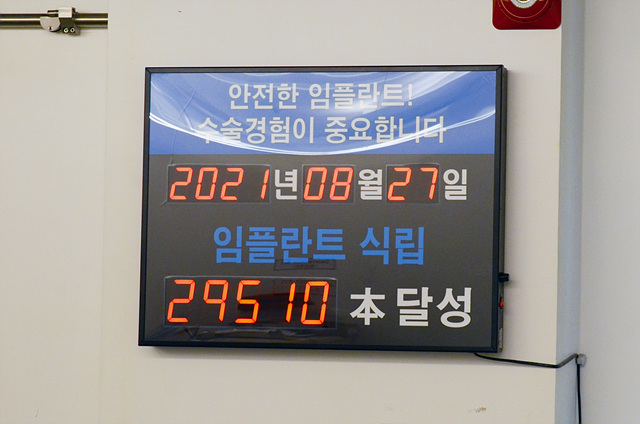 안전한 임플란트!
수술경험이 중요합니다
2021년 08월 27일
임플란트 식립
29510 本 달성